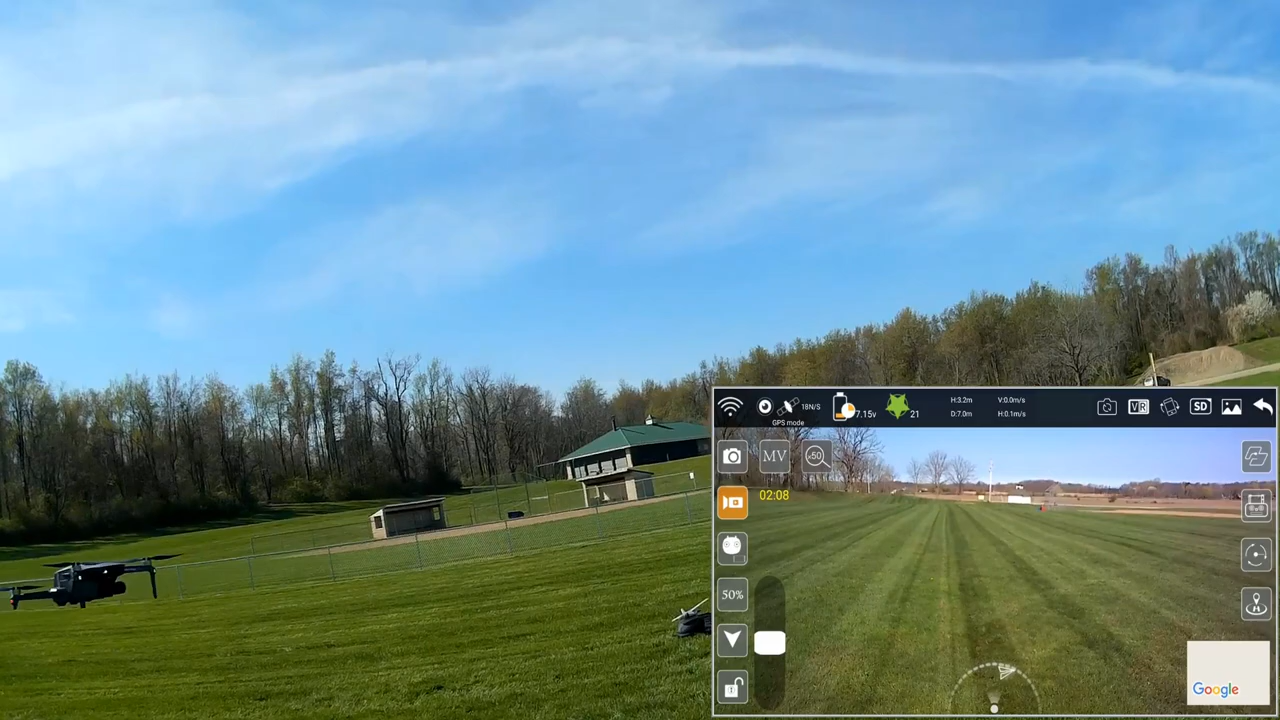 18N/S
GPS mode
7.15v
21
H:3.2m
V:0.0m/s
D:7.0m
H:0.1m/s
VR
SD
MV
x50
02:08
50%
Google